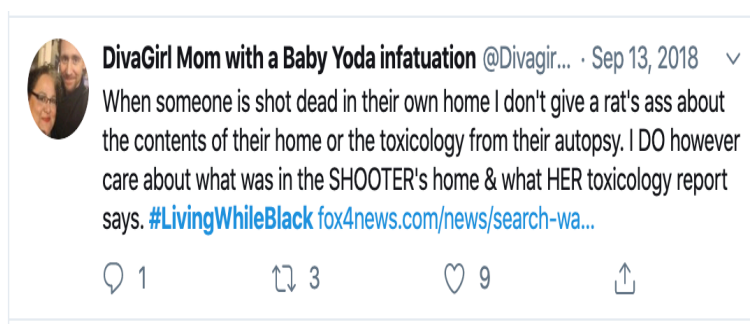 DivaGirl Mom with a Baby Yoda infatuation @Divagir... · Sep 13, 2018
When someone is shot dead in their own home I don't give a rat's ass about
the contents of their home or the toxicology from their autopsy. I DO however
care about what was in the SHOOTER's home & what HER toxicology report
says. #LivingWhileBlack fox4news.com/news/search-wa...
1 3 9